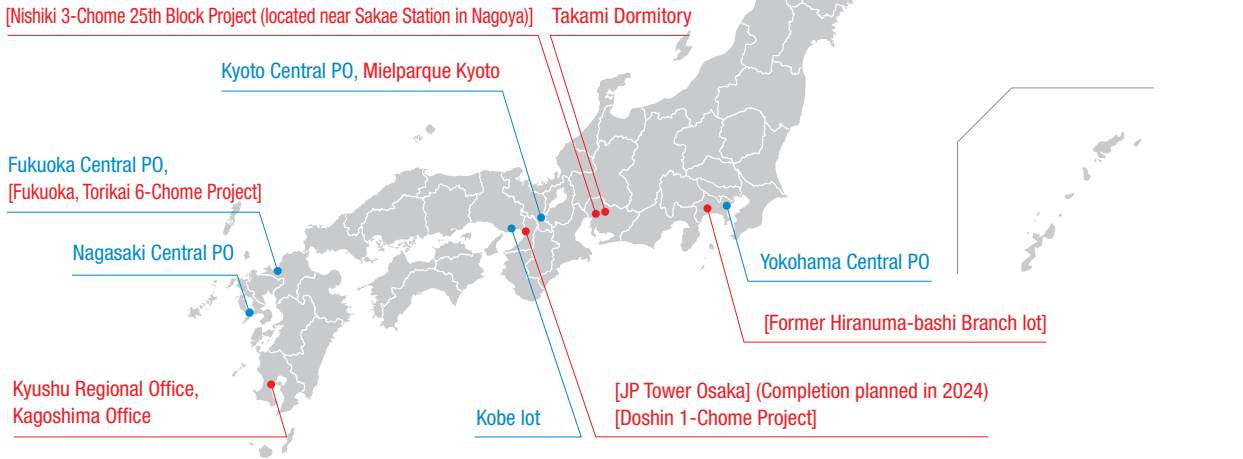 [Nishiki 3-Chome 25th Block Project (located near Sakae Station in Nagoya)]
Takami Dormitory
Kyoto Central PO, Mielparque Kyoto
Fukuoka Central PO,
[Fukuoka, Torikai 6-Chome Project]
Nagasaki Central PO
Yokohama Central PO
[Former Hiranuma-bashi Branch lot]
Kyushu Regional Office,
Kagoshima Office
Kobe lot
[JP Tower Osaka] (Completion planned in 2024)
[Doshin 1-Chome Project]